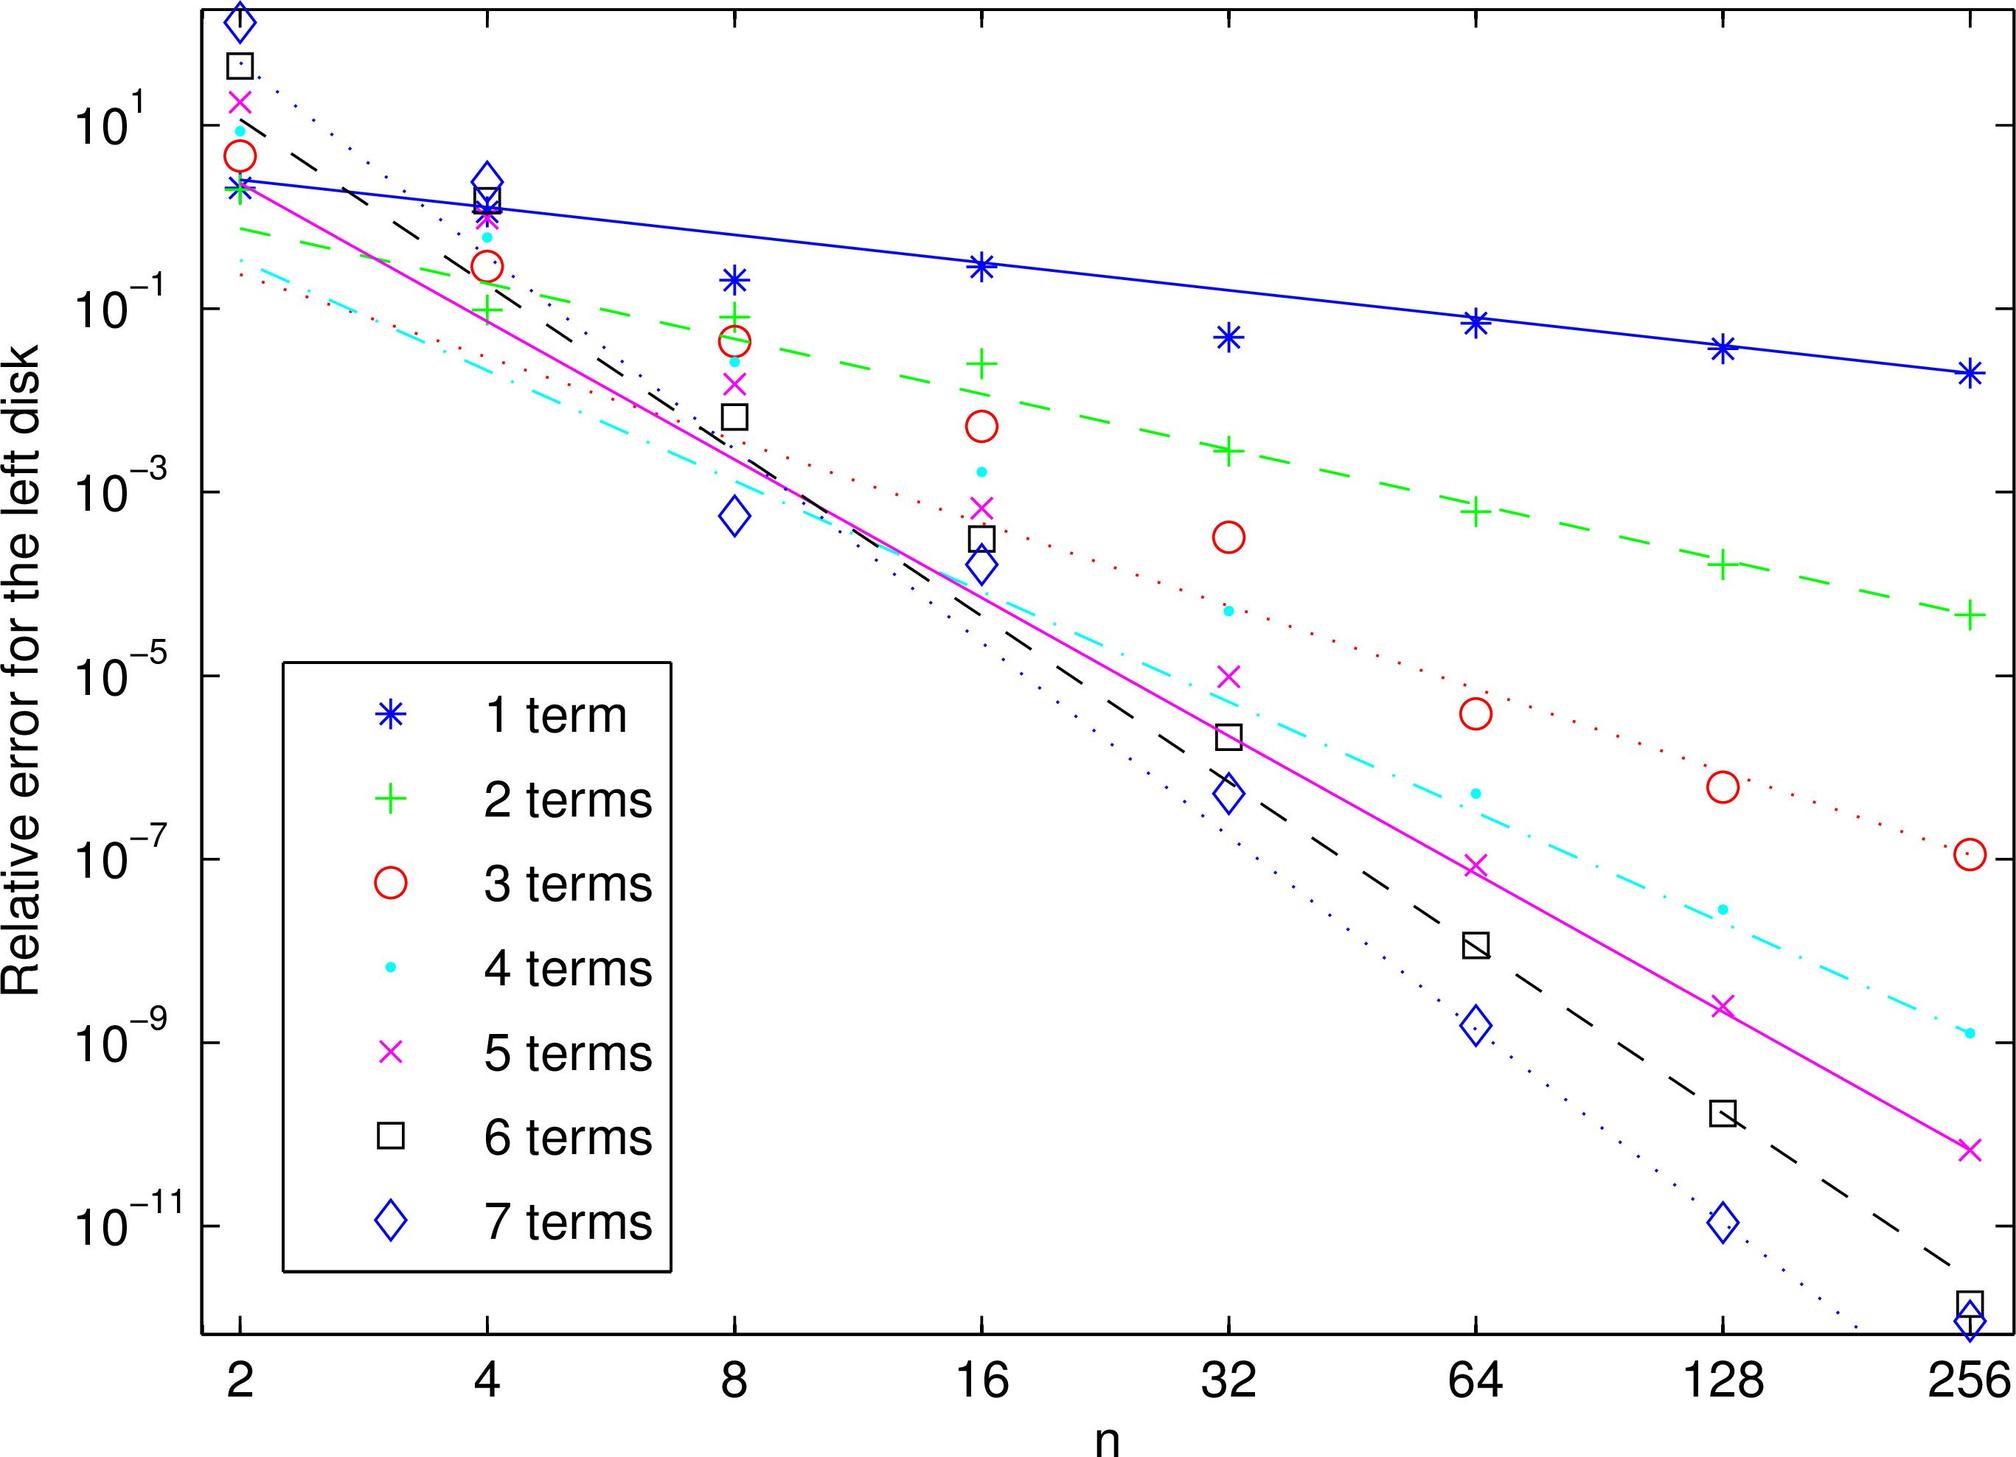 Relative error for the left disk
10^1
10^−1
10^−3
10^−5
10^−7
10^−9
10^−11
1 term
2 terms
3 terms
4 terms
5 terms
6 terms
7 terms
2 4 8 16 32 64 128 256
n